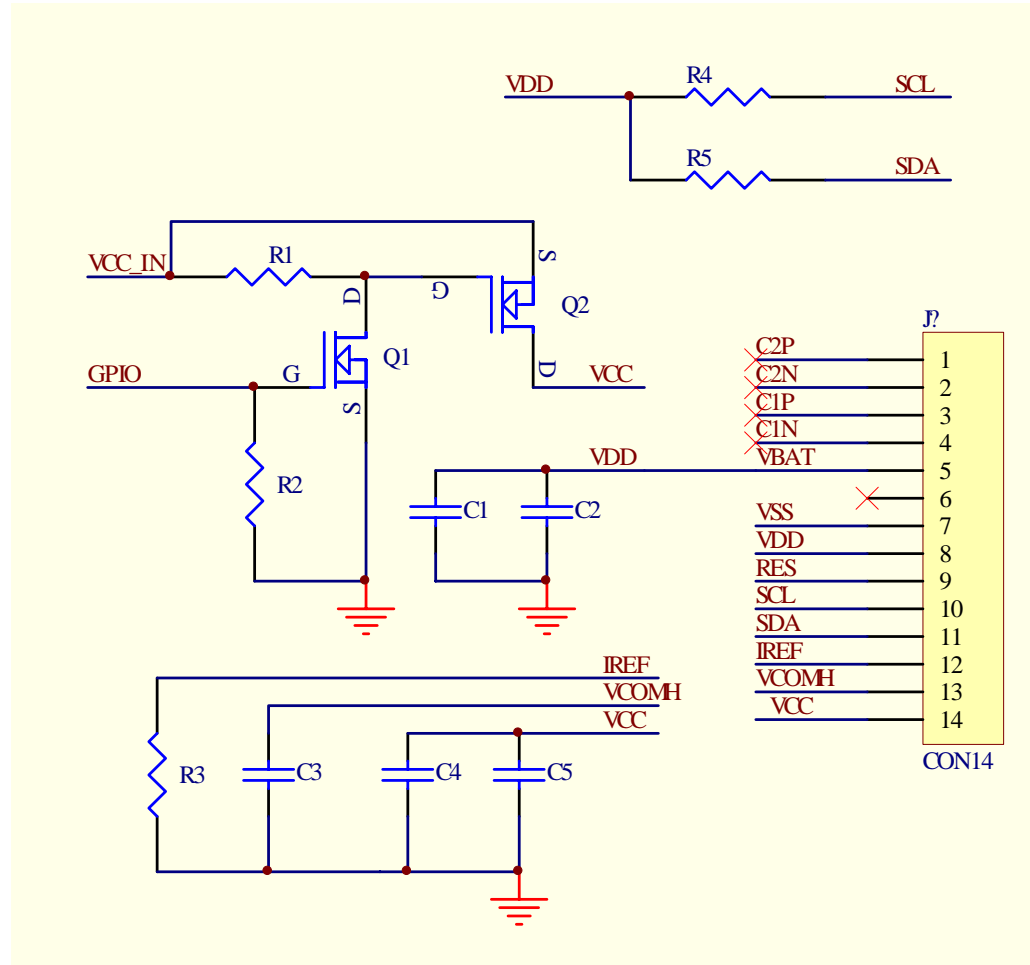 R4
VDD
SCL
R5
SDA
S
VCC_IN
R1
D
G
Q2
Q1
GPIO
G
S
D
VCC
R2
J?
C2P
1
C2N
2
C1P
3
C1N
4
VDD
VBAT
5
C1
C2
6
VSS
7
VDD
8
RES
9
SCL
10
SDA
11
IREF
12
VCOMH
13
VCC
14
CON14
IREF
VCOMH
VCC
R3
C3
C4
C5